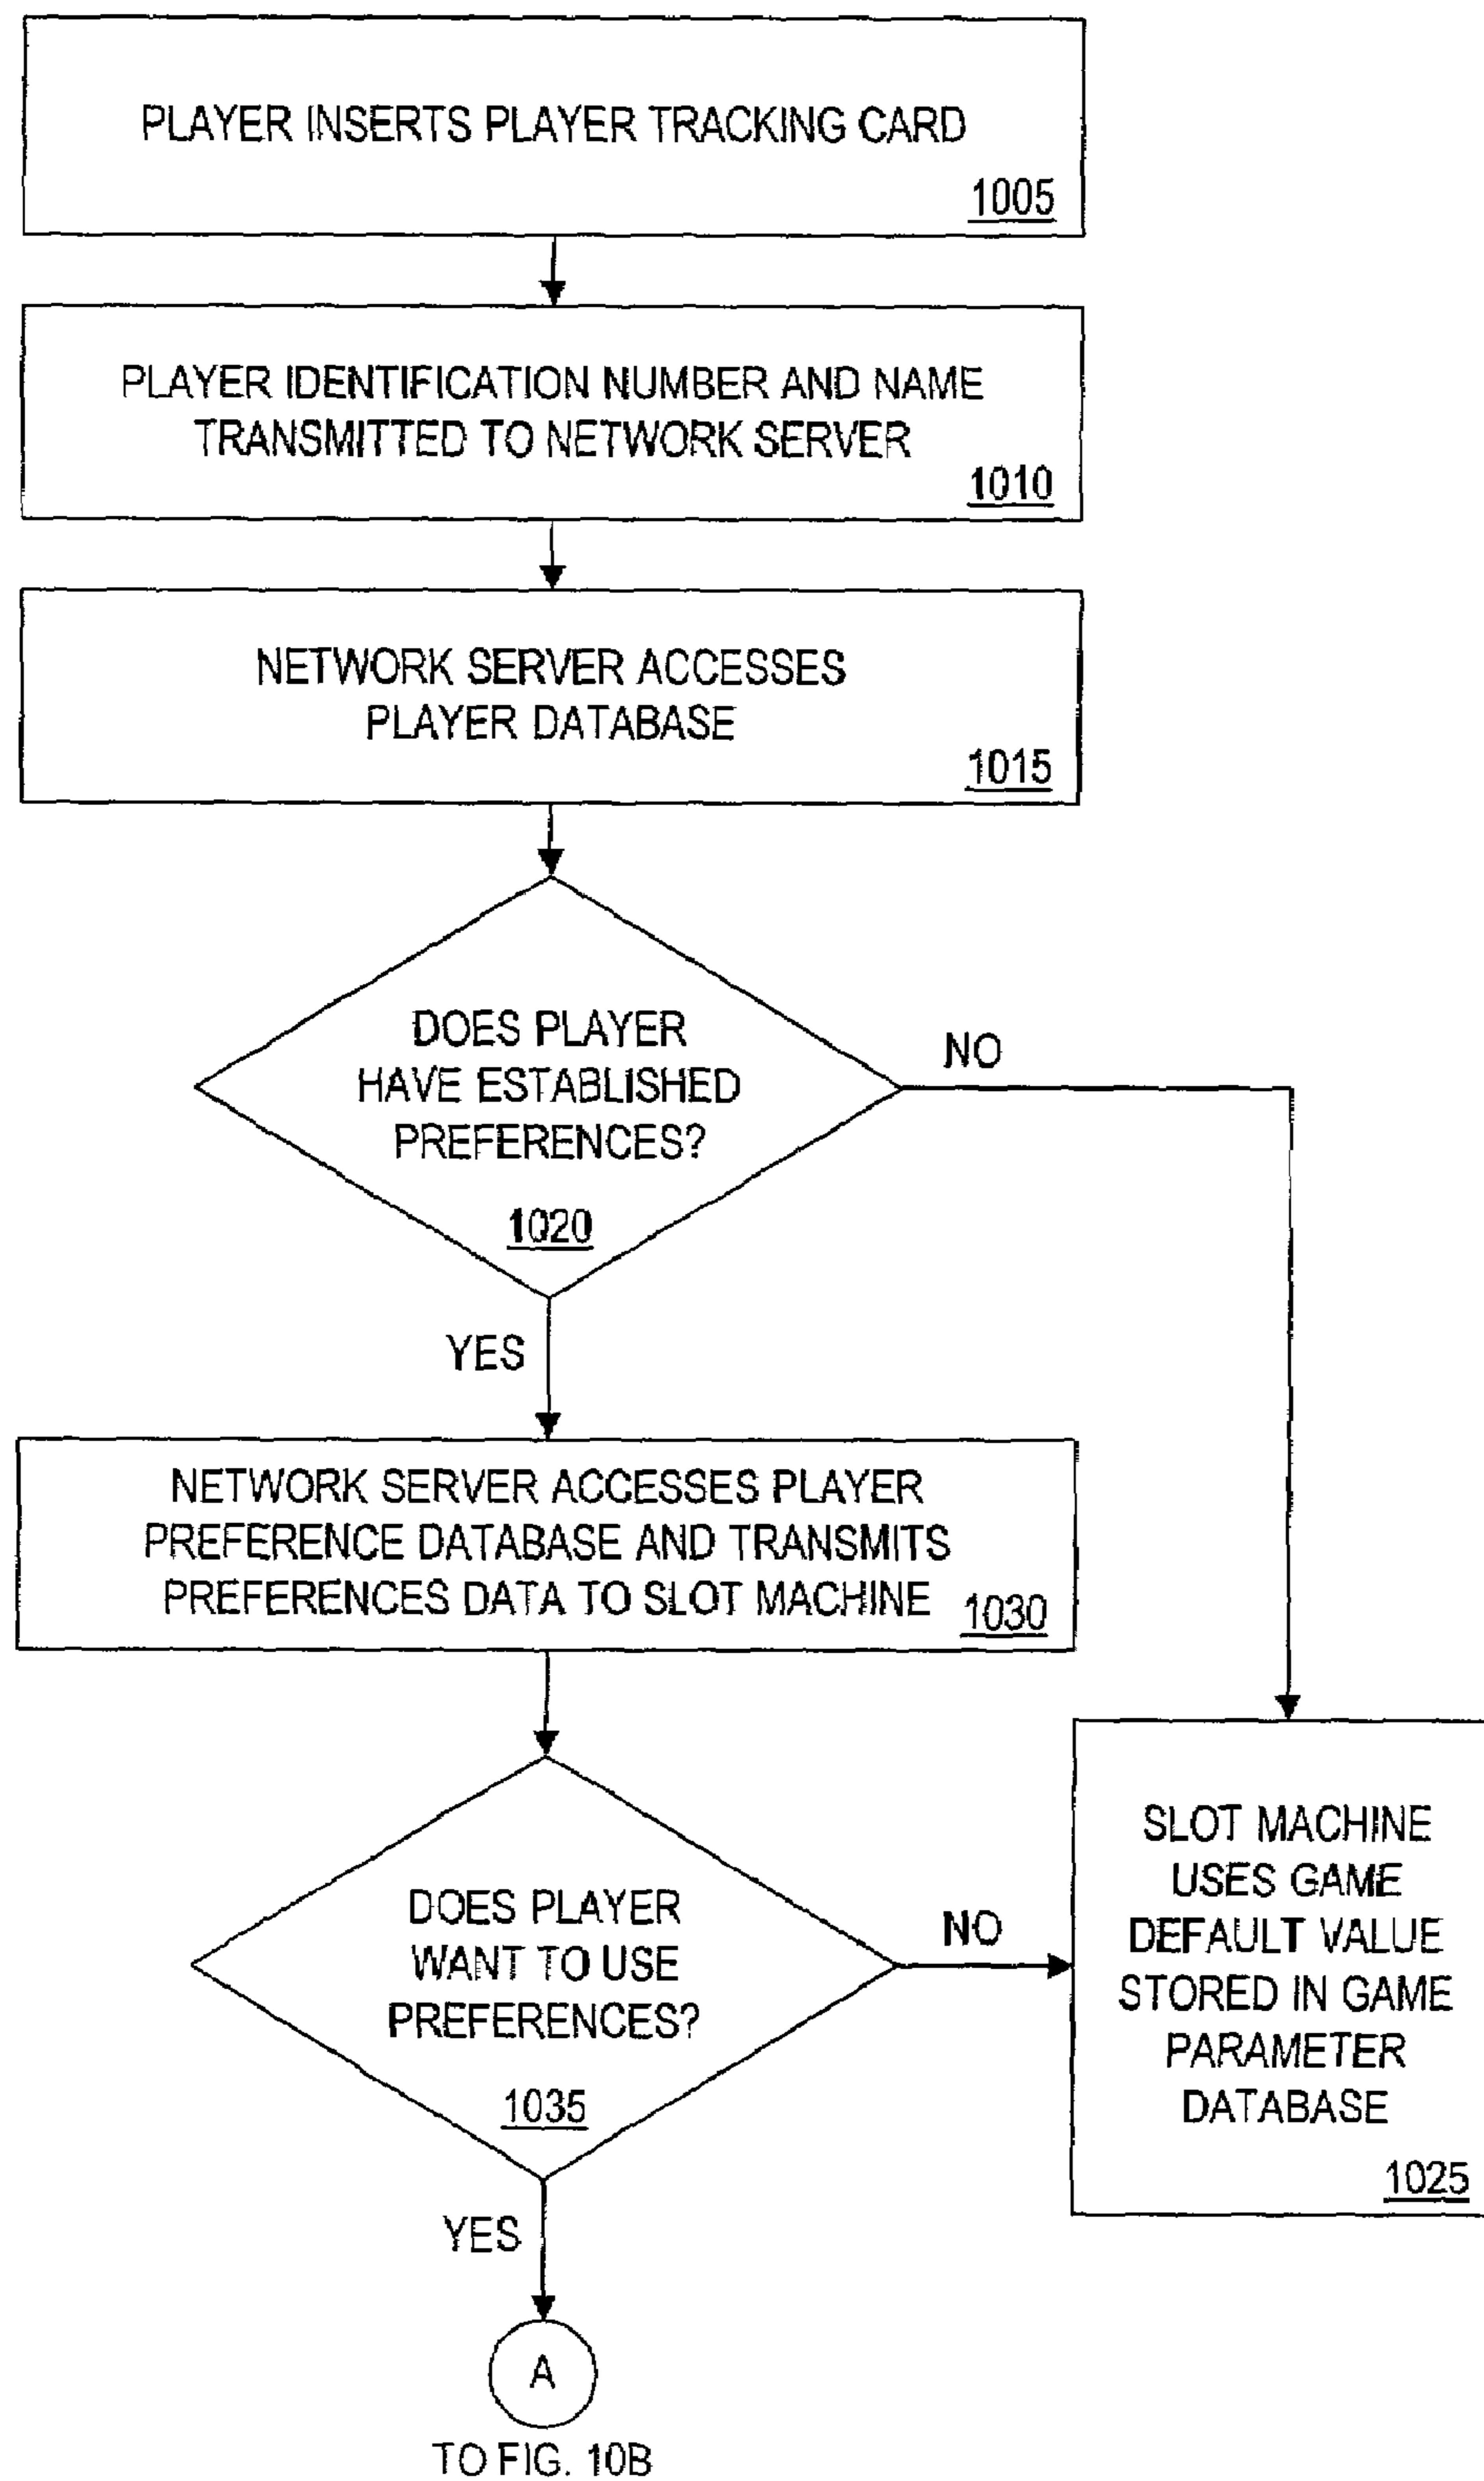 PLAYER INSERTS PLAYER TRACKING CARD
1005
PLAYER IDENTIFICATION NUMBER AND NAME
TRANSMITTED TO NETWORK SERVER
1010
NETWORK SERVER ACCESSES
PLAYER DATABASE
1015
DOES PLAYER
HAVE ESTABLISHED
PREFERENCES?
1020
NO
YES
NETWORK SERVER ACCESSES PLAYER
PREFERENCE DATABASE AND TRANSMITS
PREFERENCES DATA TO SLOT MACHINE
1030
DOES PLAYER
WANT TO USE
PREFERENCES?
1035
NO
YES
SLOT MACHINE
USES GAME
DEFAULT VALUE
STORED IN GAME
PARAMETER
DATABASE
1025
A
TO FIG. 10B